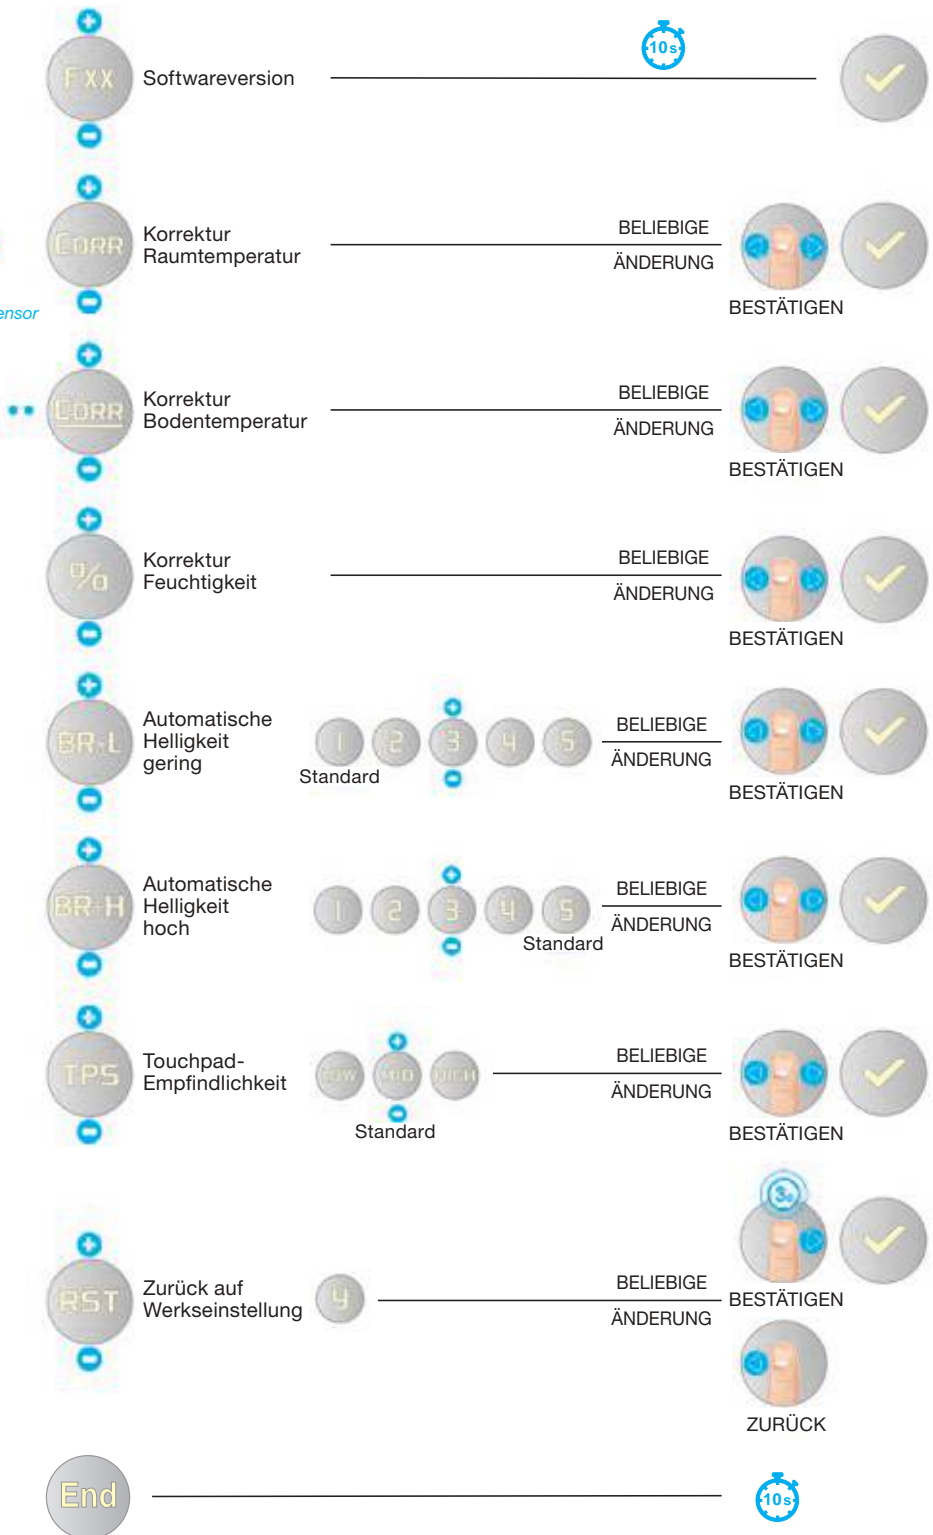 10s
FXX Softwareversion
CORR Korrektur
Raumtemperatur
BELIEBIGE
ÄNDERUNG
BESTÄTIGEN
ensor
CORR Korrektur
Bodentemperatur
BELIEBIGE
ÄNDERUNG
BESTÄTIGEN
% Korrektur
Feuchtigkeit
BELIEBIGE
ÄNDERUNG
BESTÄTIGEN
BR-L Automatische
Helligkeit
gering
1 2 3 4 5
Standard
BELIEBIGE
ÄNDERUNG
BESTÄTIGEN
BR-H Automatische
Helligkeit
hoch
1 2 3 4 5
Standard
BELIEBIGE
ÄNDERUNG
BESTÄTIGEN
TPS Touchpad-
Empfindlichkeit
LOW MID HIGH
Standard
BELIEBIGE
ÄNDERUNG
BESTÄTIGEN
3s
RST Zurück auf
Werkseinstellung
Y
BELIEBIGE
ÄNDERUNG
BESTÄTIGEN
ZURÜCK
End
10s